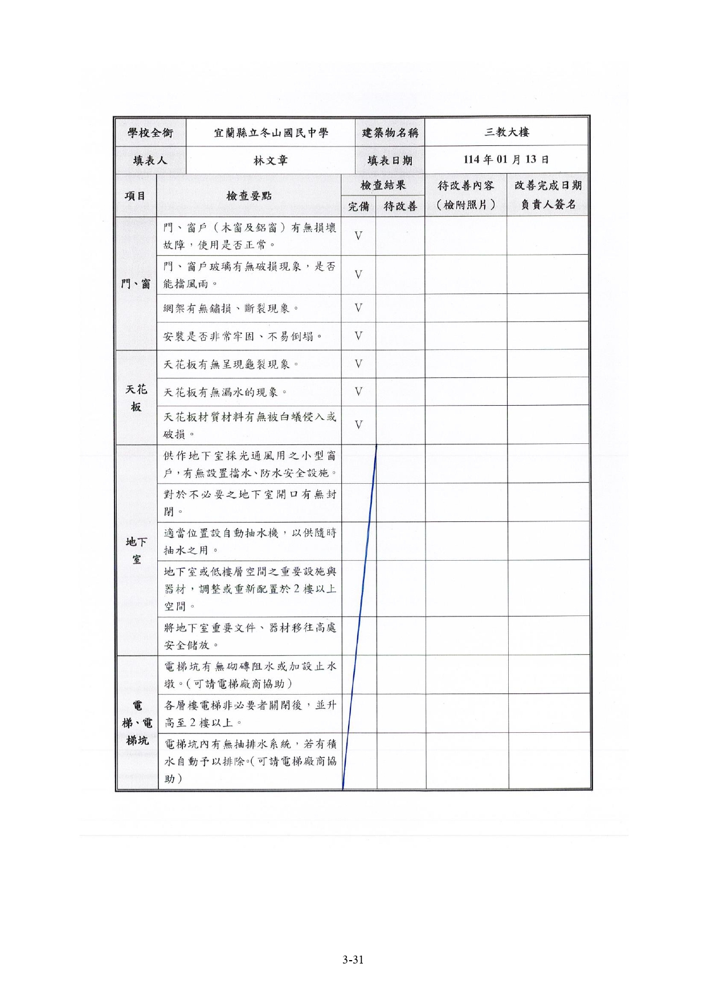 學校全銜 宜蘭縣立冬山國民中學 建築物名稱 三教大樓
填表人 林文章 填表日期 114 年 01 月 13 日
項目 檢查要點 檢查結果 待改善內容 改善完成日期
完備 待改善 （檢附照片） 負責人簽名
門、窗
門、窗戶（木窗及鋁窗）有無損壞
故障，使用是否正常。 V
門、窗戶玻璃有無破損現象，是否
能擋風雨。 V
網架有無鏽損、斷裂現象。 V
安裝是否非常牢固、不易倒塌。 V
天花
板
天花板有無呈現龜裂現象。 V
天花板有無漏水的現象。 V
天花板材質材料有無被白蟻侵入或
破損。 V
地下
室
供作地下室採光通風用之小型窗
戶，有無設置擋水、防水安全設施。
對於不必要之地下室開口有無封
閉。
適當位置設自動抽水機，以供隨時
抽水之用。
地下室或低樓層空間之重要設施與
器材，調整或重新配置於 2 樓以上
空間。
將地下室重要文件、器材移往高處
安全儲放。
電
梯、電
梯坑
電梯坑有無砌磚阻水或加設止水
墩。（可請電梯廠商協助）
各層樓電梯非必要者關閉後，並升
高至 2 樓以上。
電梯坑內有無抽排水系統，若有積
水自動予以排除。（可請電梯廠商協
助）
3-31